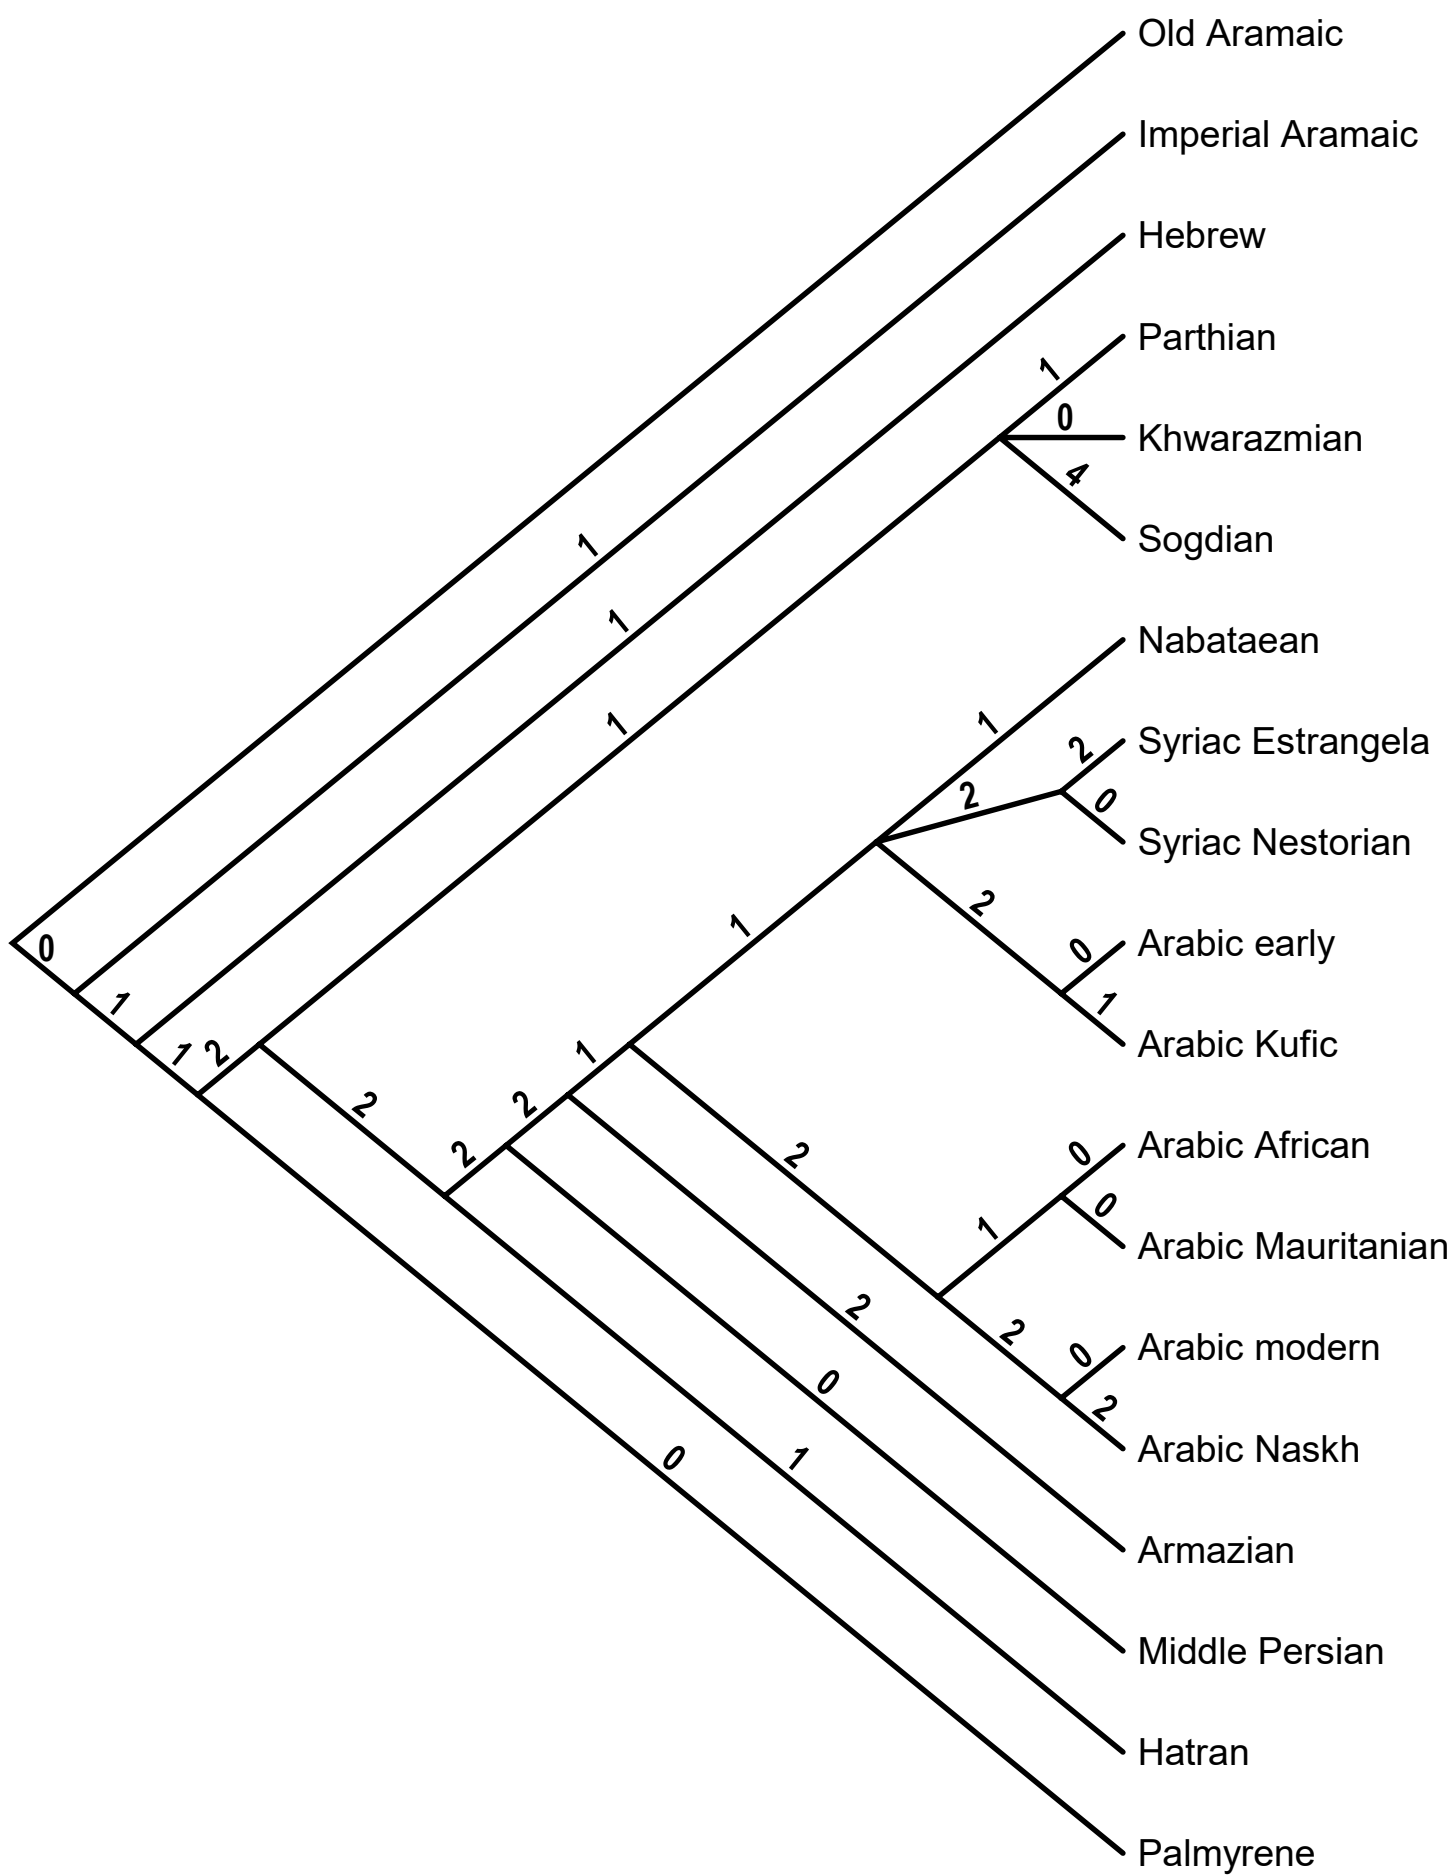 Old Aramaic
Imperial Aramaic
Hebrew
Parthian
1
0
Khwarazmian
4
Sogdian
1
1
Nabataean
1
1
2
Syriac Estrangela
2
0
Syriac Nestorian
2
1
0
Arabic early
0
1
1
Arabic Kufic
1
2
1
2
2
0
Arabic African
2
2
0
1
Arabic Mauritanian
2
2
0
Arabic modern
0
2
Arabic Naskh
0
1
Armazian
Middle Persian
Hatran
Palmyrene